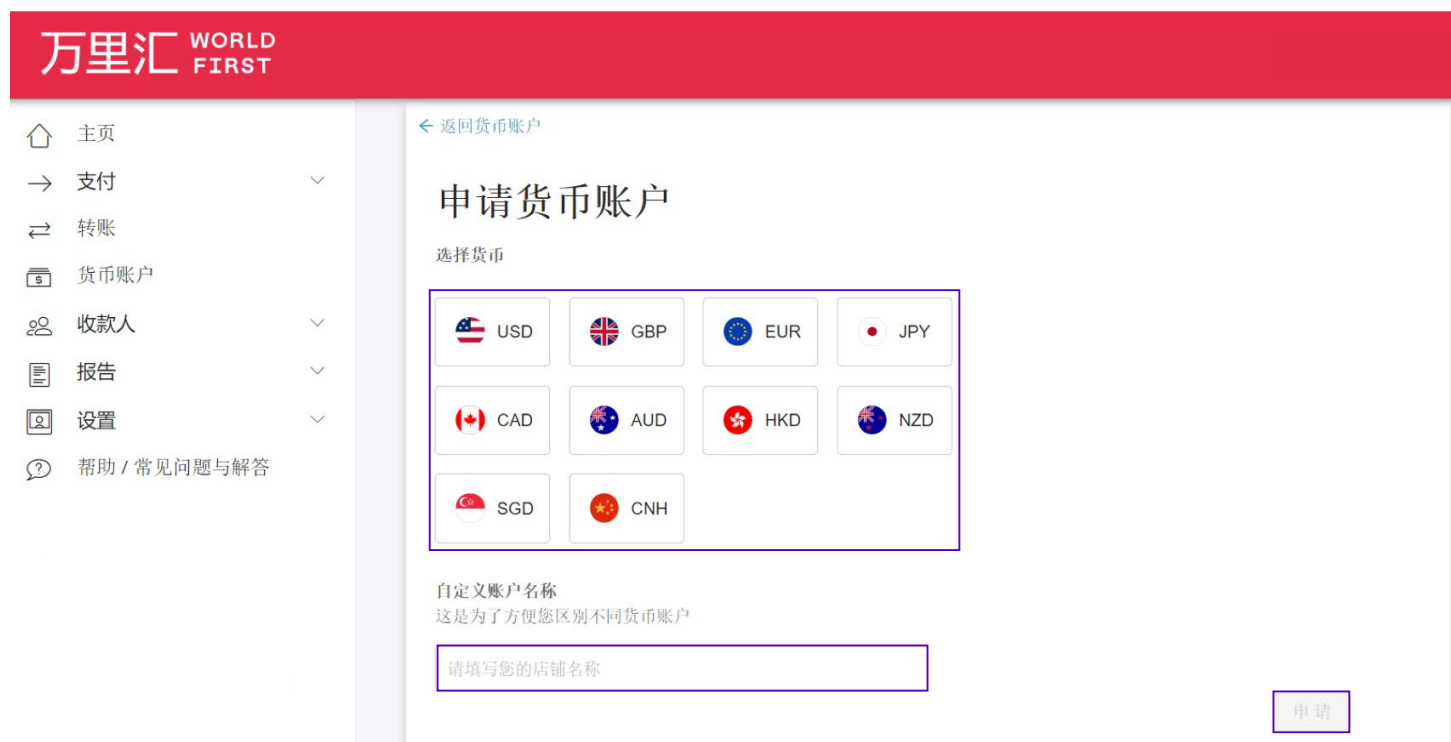 万里汇 WORLD FIRST
主页
支付
转账
货币账户
收款人
报告
设置
帮助 / 常见问题与解答
← 返回货币账户
申请货币账户
选择货币
USD GBP EUR JPY
CAD AUD HKD NZD
SGD CNH
自定义账户名称
这是为了方便您区别不同货币账户
请填写您的店铺名称
申请